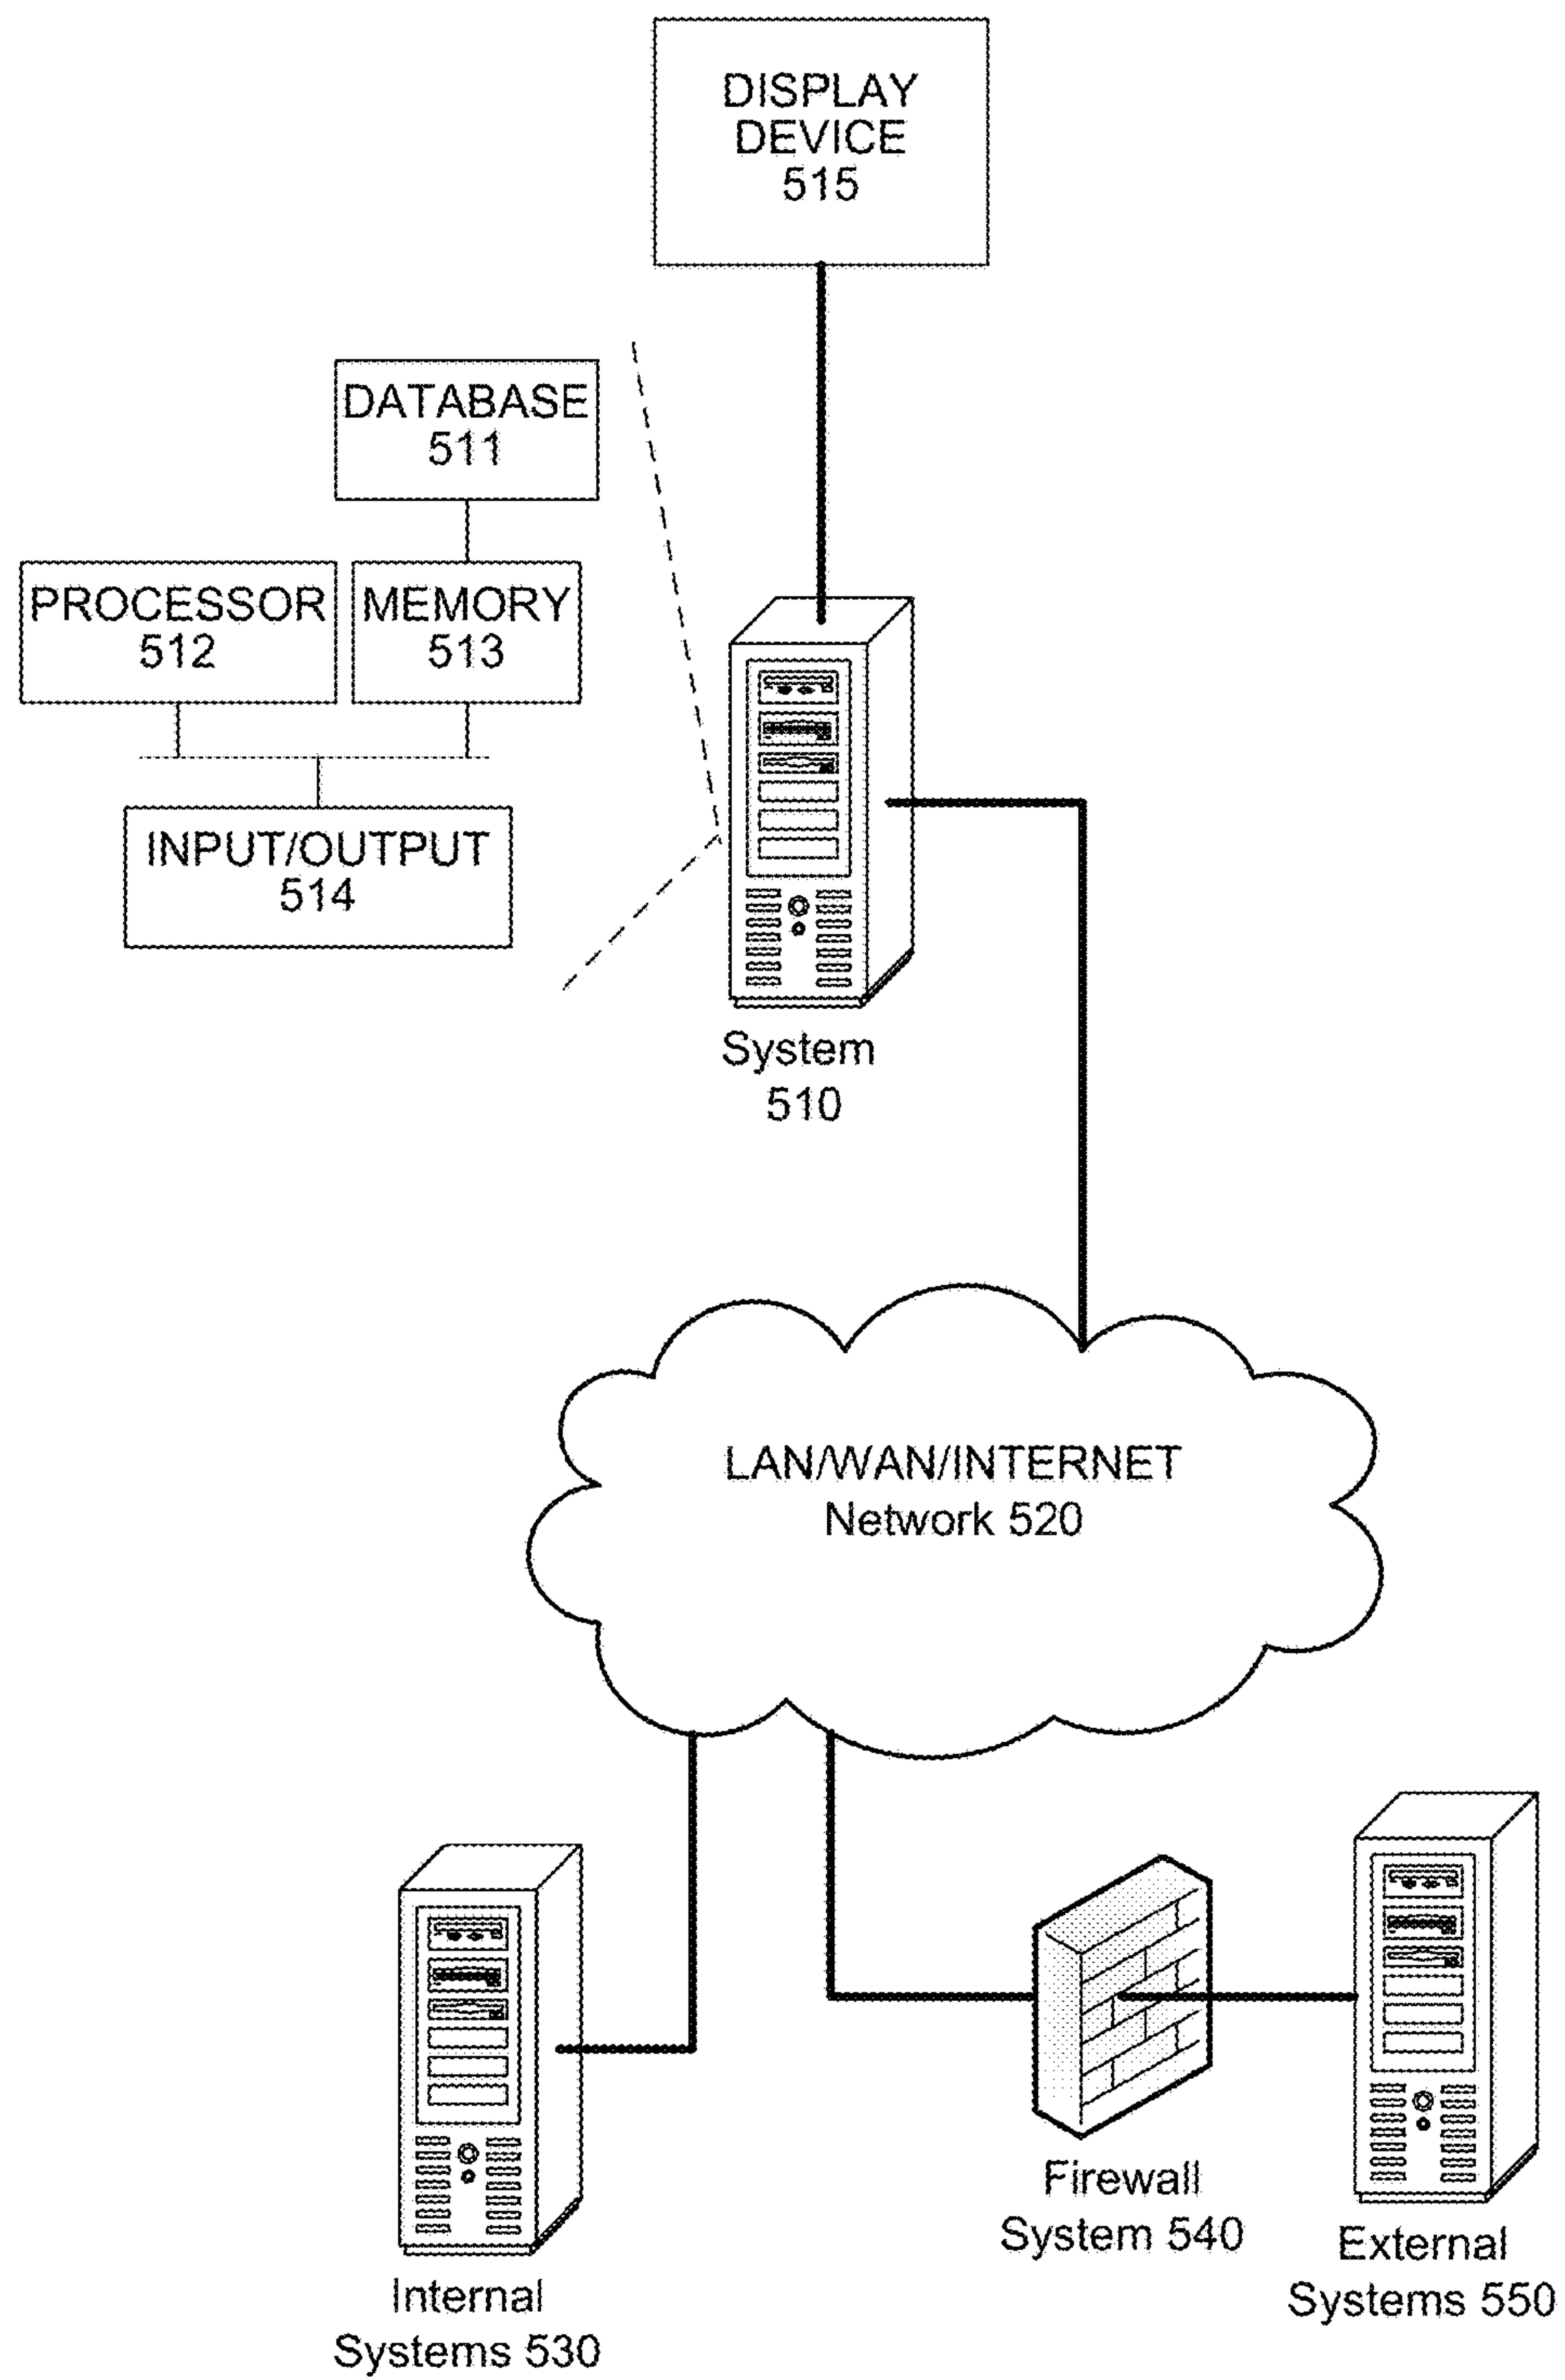 DISPLAY
DEVICE
515
DATABASE
511
PROCESSOR
512
MEMORY
513
INPUT/OUTPUT
514
System
510
LAN/WAN/INTERNET
Network 520
Internal
Systems 530
Firewall
System 540
External
Systems 550